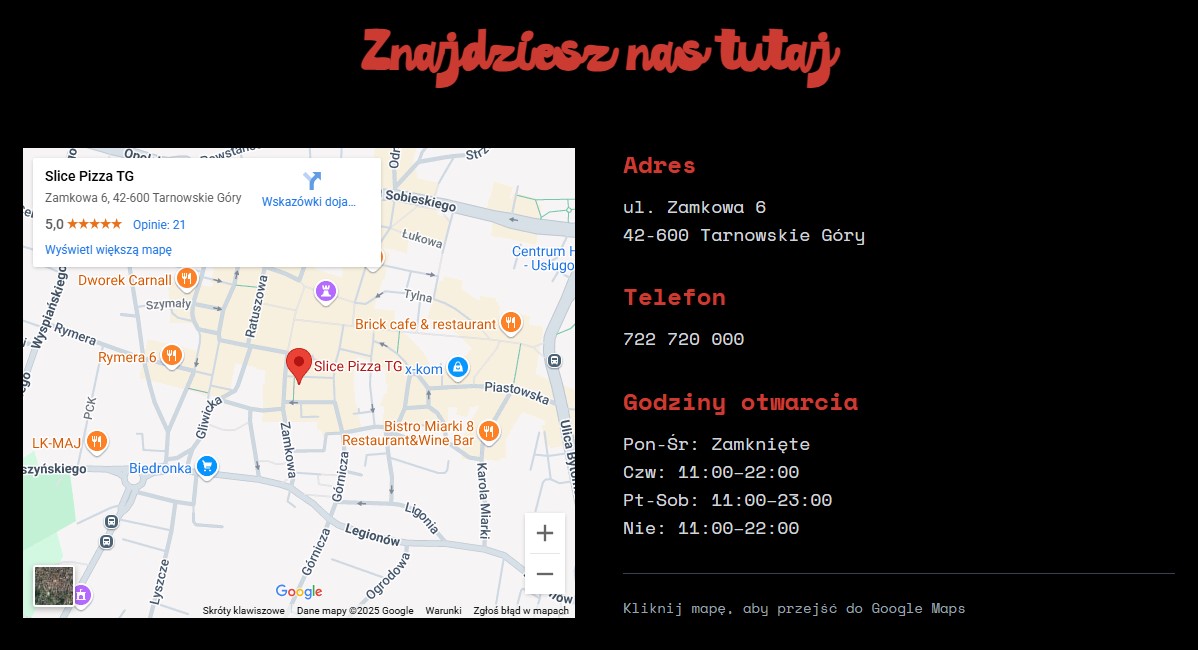 Znajdziesz nas tutaj
Slice Pizza TG
Zamkowa 6, 42-600 Tarnowskie Góry
5,0
Opinie: 21
Wskazówki doja...
Wyświetl większą mapę
Sobieskiego
Łukowa
Centrum H
- Usługo
Dworek Carnall
Szymały
Ratuszowa
Tylna
Wyspiańskiego
Rymera
Brick cafe & restaurant
Rymera 6
Slice Pizza TG
x-kom
Piastowska
PCK
Gliwicka
Bistro Miarki 8
Restaurant&Wine Bar
LK-MAJ
Zamkowa
szyńskiego
Biedronka
Górnicza
Karola Miarki
Ligonia
Legionów
Górnicza
Ogrodowa
Lyszcze
Google
Skróty klawiszowe
Dane mapy ©2025 Google
Warunki
Zgłoś błąd w mapach
Adres
ul. Zamkowa 6
42-600 Tarnowskie Góry
Telefon
722 720 000
Godziny otwarcia
Pon-Śr: Zamknięte
Czw: 11:00–22:00
Pt-Sob: 11:00–23:00
Nie: 11:00–22:00
Kliknij mapę, aby przejść do Google Maps